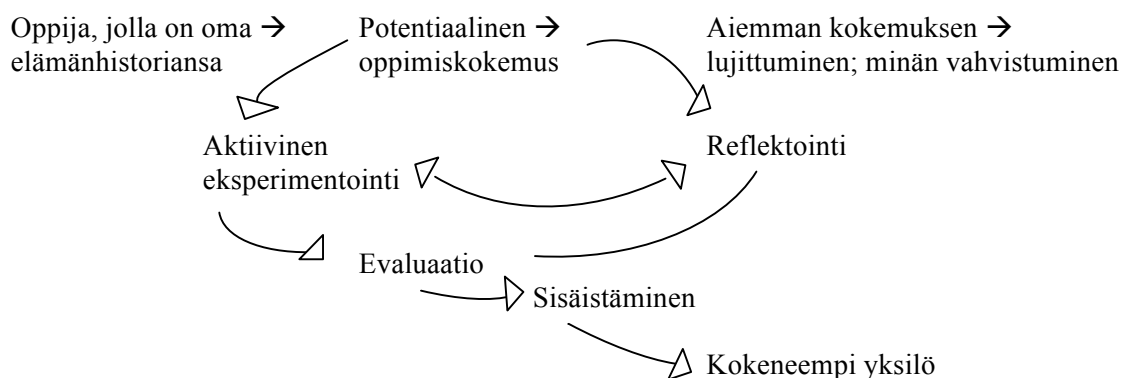 Oppija, jolla on oma → Potentiaalinen → Aiemman kokemuksen →
elämänhistoriansa oppimiskokemus lujittuminen; minän vahvistuminen
Aktiivinen Reflektointi
eksperimentointi
Evaluaatio
Sisäistäminen
Kokeneempi yksilö